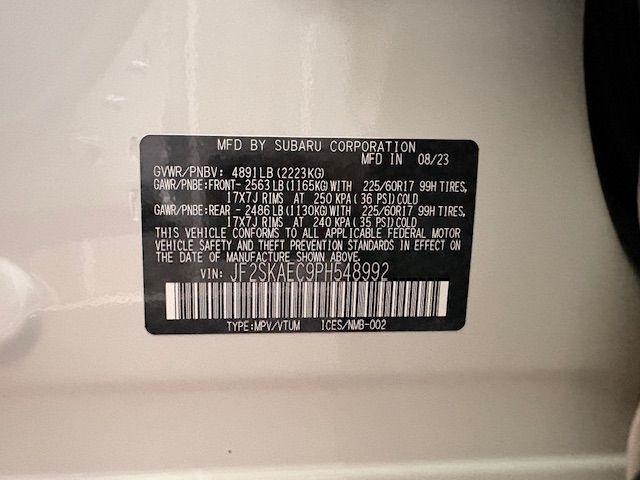 MFD BY SUBARU CORPORATION
MFD IN 08/23
GVWR/PNBV: 4891LB(2223KG)
GAWR/PNBE:FRONT- 2563LB(1165KG)WITH 225/60R17 99H TIRES,
17X7J RIMS AT 250 KPA( 36 PSI)COLD
GAWR/PNBE:REAR - 2486LB(1130KG)WITH 225/60R17 99H TIRES,
17X7J RIMS AT 240 KPA( 35 PSI)COLD
THIS VEHICLE CONFORMS TO ALL APPLICABLE FEDERAL MOTOR
VEHICLE SAFETY AND THEFT PREVENTION STANDARDS IN EFFECT ON
THE DATE OF MANUFACTURE SHOWN ABOVE.
VIN: JF2SKAEC9PH548992
TYPE:MPV/VTUM ICES/NMB-002